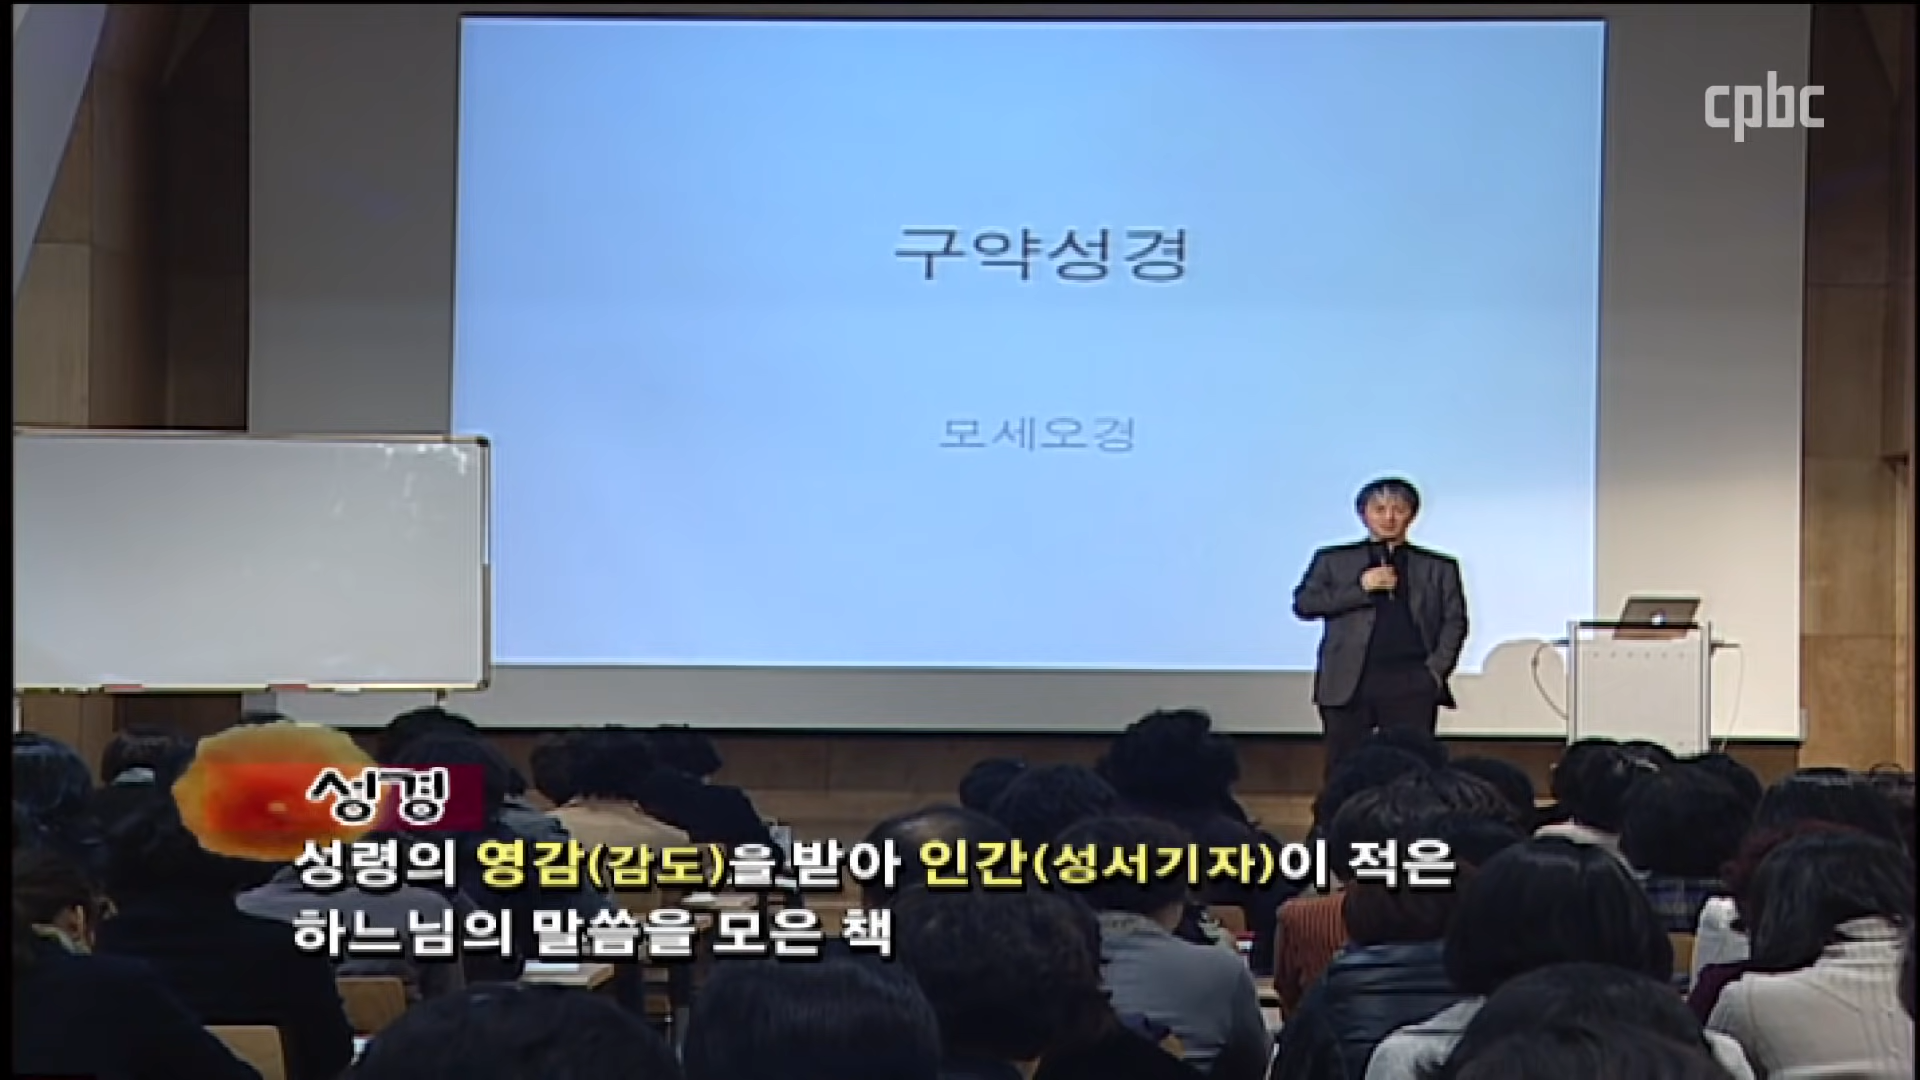 cpbc
구약성경
모세오경
성경
성령의 영감(감도)을 받아 인간(성서기자)이 적은
하느님의 말씀을 모은 책